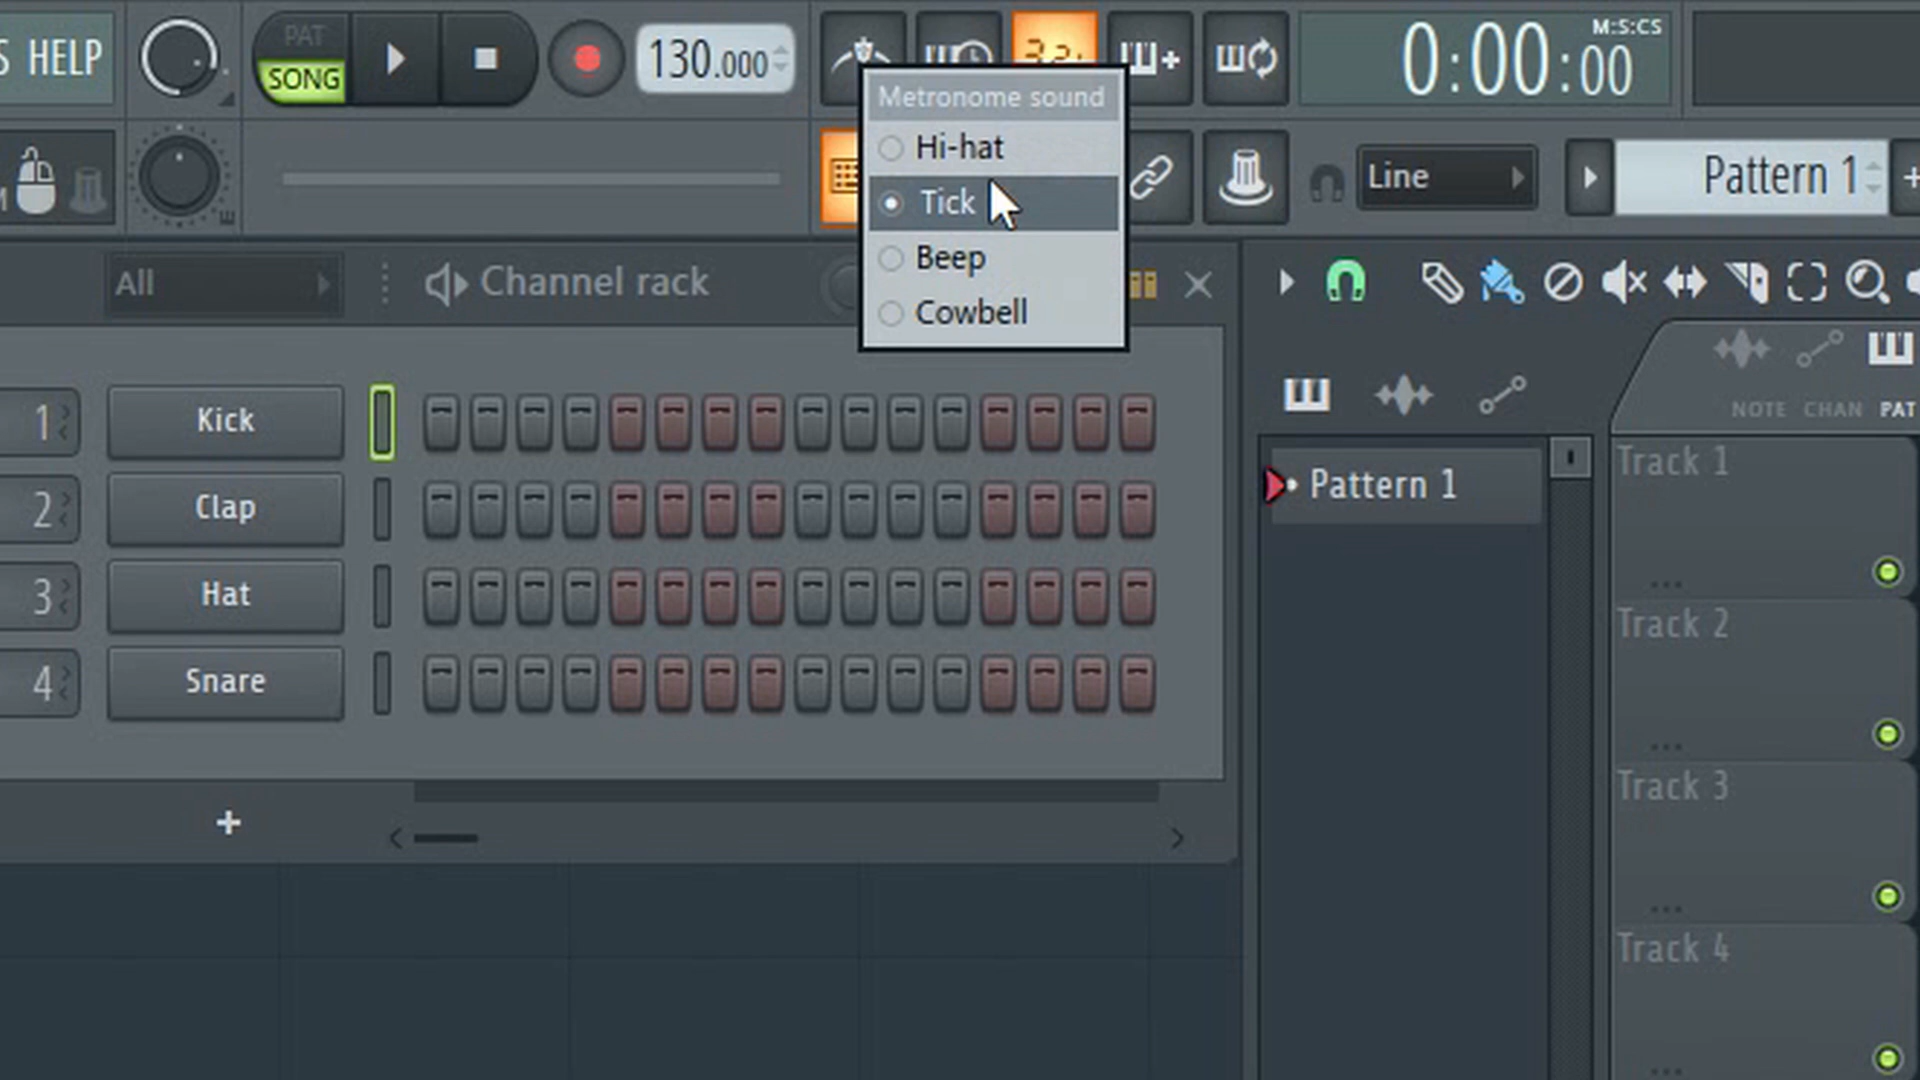 HELP
PAT
SONG
130.000
M:S:CS
0:00:00
Metronome sound
Hi-hat
Tick
Beep
Cowbell
Line
Pattern 1
All
Channel rack
NOTE CHAN PAT
1 Kick
2 Clap
3 Hat
4 Snare
Pattern 1
Track 1
Track 2
Track 3
Track 4